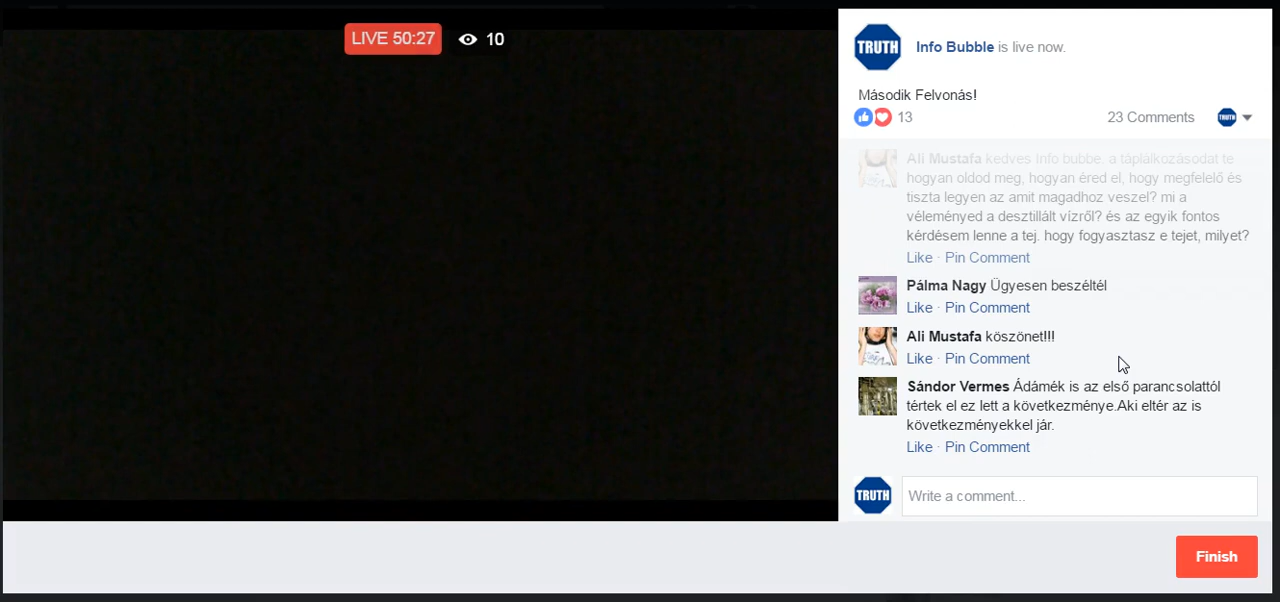 LIVE 50:27
10
TRUTH
Info Bubble is live now.
Második Felvonás!
13
23 Comments
TRUTH
Ali Mustafa kedves Info bubbe. a táplálkozásodat te
hogyan oldod meg, hogyan éred el, hogy megfelelő és
tiszta legyen az amit magadhoz veszel? mi a
véleményed a desztillált vízről? és az egyik fontos
kérdésem lenne a tej. hogy fogyasztasz e tejet, milyet?
Like · Pin Comment
Pálma Nagy Ügyesen beszéltél
Like · Pin Comment
Ali Mustafa köszönet!!!
Like · Pin Comment
Sándor Vermes Ádámék is az első parancsolattól
tértek el ez lett a következménye.Aki eltér az is
következményekkel jár.
Like · Pin Comment
TRUTH
Write a comment...
Finish